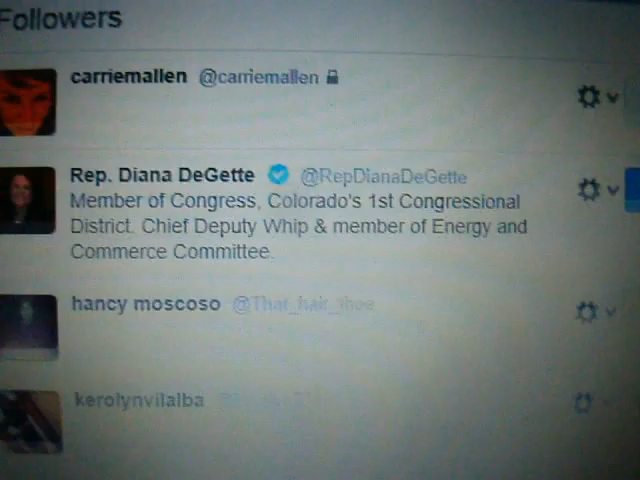 Followers
carriemallen @carriemallen
Rep. Diana DeGette @RepDianaDeGette
Member of Congress, Colorado's 1st Congressional
District. Chief Deputy Whip & member of Energy and
Commerce Committee.
hancy moscoso
kerolynvilalba